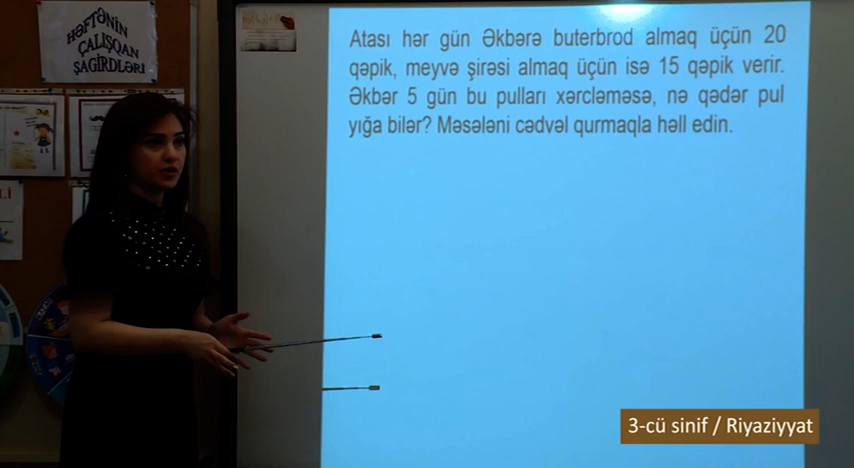 HƏFTƏNİN
ÇALIŞQAN
ŞAGİRDLƏRİ
Atası hər gün Əkbərə buterbrod almaq üçün 20
qəpik, meyvə şirəsi almaq üçün isə 15 qəpik verir.
Əkbər 5 gün bu pulları xərcləməsə, nə qədər pul
yığa bilər? Məsələni cədvəl qurmaqla həll edin.
3-cü sinif / Riyaziyyat